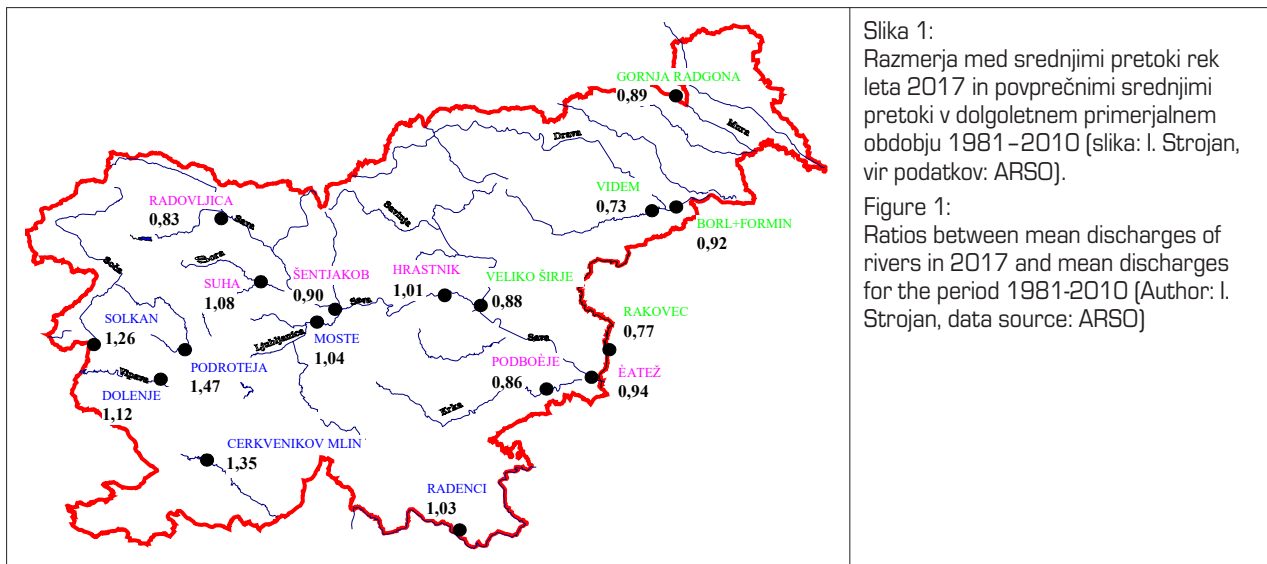 GORNJA RADGONA
0,89
Mura
Drava
VIDEM
0,73
BORL+FORMIN
0,92
RADOVLJICA
0,83
Sava
Savinja
Soča
Sora
SUHA
1,08
ŠENTJAKOB
0,90
HRASTNIK
1,01
VELIKO ŠIRJE
0,88
Sava
RAKOVEC
0,77
SOLKAN
1,26
Ljubljanica
MOSTE
1,04
Sava
PODROTEJA
1,47
Vipava
DOLENJE
1,12
PODBOÈJE
0,86
ÈATEŽ
0,94
Krka
CERKVENIKOV MLIN
1,35
RADENCI
1,03
Slika 1:
Razmerja med srednjimi pretoki rek
leta 2017 in povprečnimi srednjimi
pretoki v dolgoletnem primerjalnem
obdobju 1981–2010 (slika: I. Strojan,
vir podatkov: ARSO).
Figure 1:
Ratios between mean discharges of
rivers in 2017 and mean discharges
for the period 1981-2010 (Author: I.
Strojan, data source: ARSO)